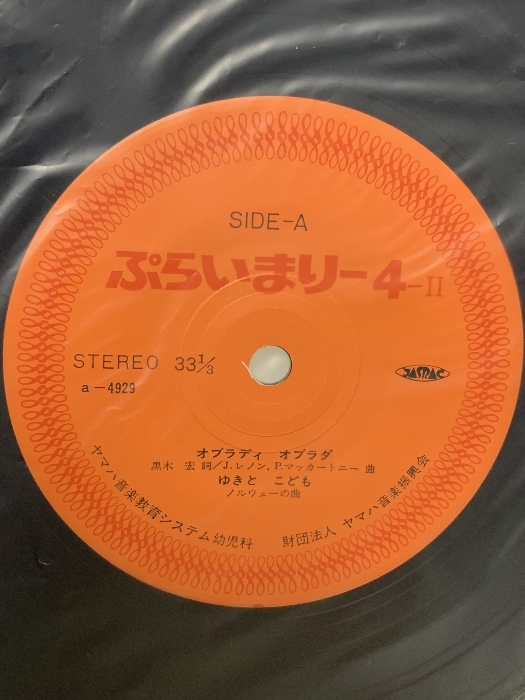 SIDE-A
ぷらいまりー4-II
STEREO 33 1/3
a-4929
JASRAC
オブラディ オブラダ
黒木 宏 詞/J.レノン、P.マッカートニー 曲
ゆきと こども
ノルウェーの曲
ヤマハ音楽教育システム幼児科 財団法人 ヤマハ音楽振興会